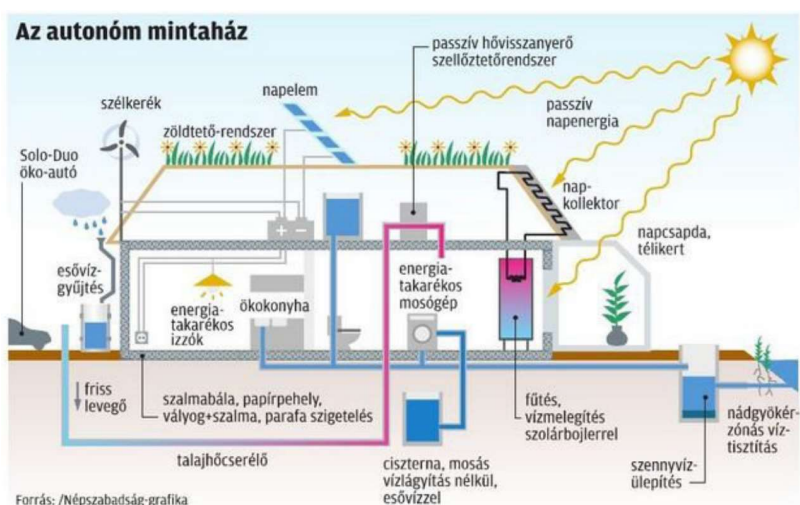 Az autonóm mintaház
passzív hővisszanyerő
szellőztetőrendszer
napelem
szélkerék
passzív
napenergia
zöldtető-rendszer
Solo-Duo
öko-autó
nap-
kollektor
napcsapda,
télikert
esővíz-
gyűjtés
energia-
takarékos
izzók
ökokonyha
energia-
takarékos
mosógép
friss
levegő
szalmabála, papírpehely,
vályog+szalma, parafa szigetelés
fűtés,
vízmelegítés
szolárbojlerrel
nádgyökér-
zónás víz-
tisztítás
talajhőcserélő
ciszterna, mosás
vízlágyítás nélkül,
esővízzel
szennyvíz-
ülepítés
Forrás: /Népszabadság-grafika